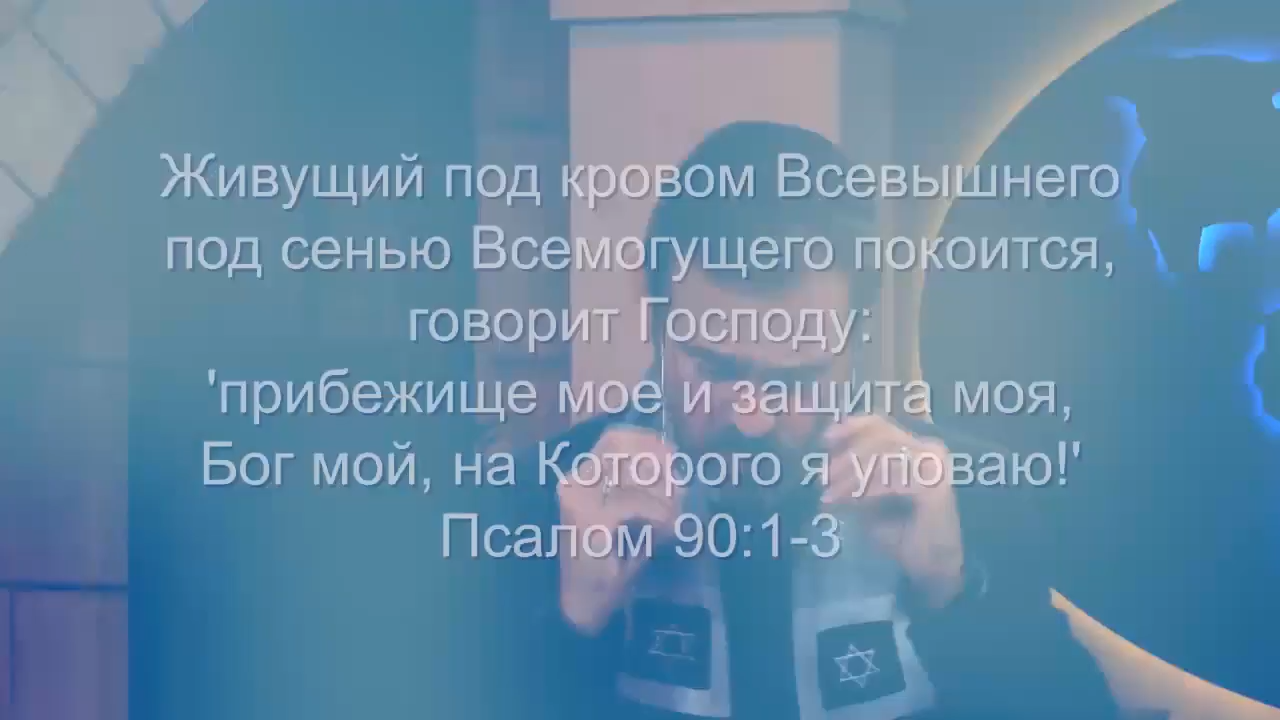 Живущий под кровом Всевышнего
под сенью Всемогущего покоится,
говорит Господу:
'прибежище мое и защита моя,
Бог мой, на Которого я уповаю!'
Псалом 90:1-3